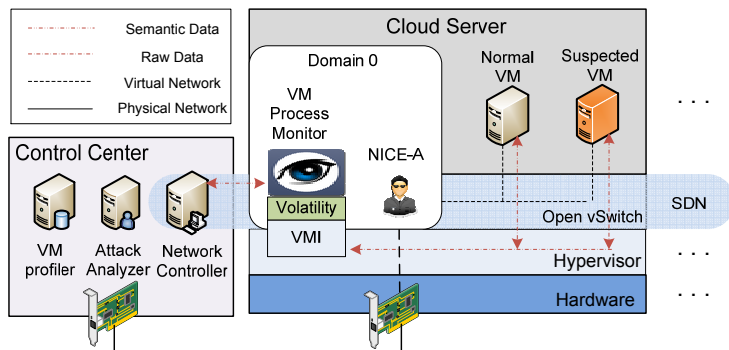 Semantic Data
Raw Data
Virtual Network
Physical Network
Cloud Server
Domain 0
VM
Process
Monitor
NICE-A
Volatility
VMI
Normal
VM
Suspected
VM
. . .
Control Center
VM
profiler
Attack
Analyzer
Network
Controller
Open vSwitch
SDN
Hypervisor
. . .
Hardware
. . .